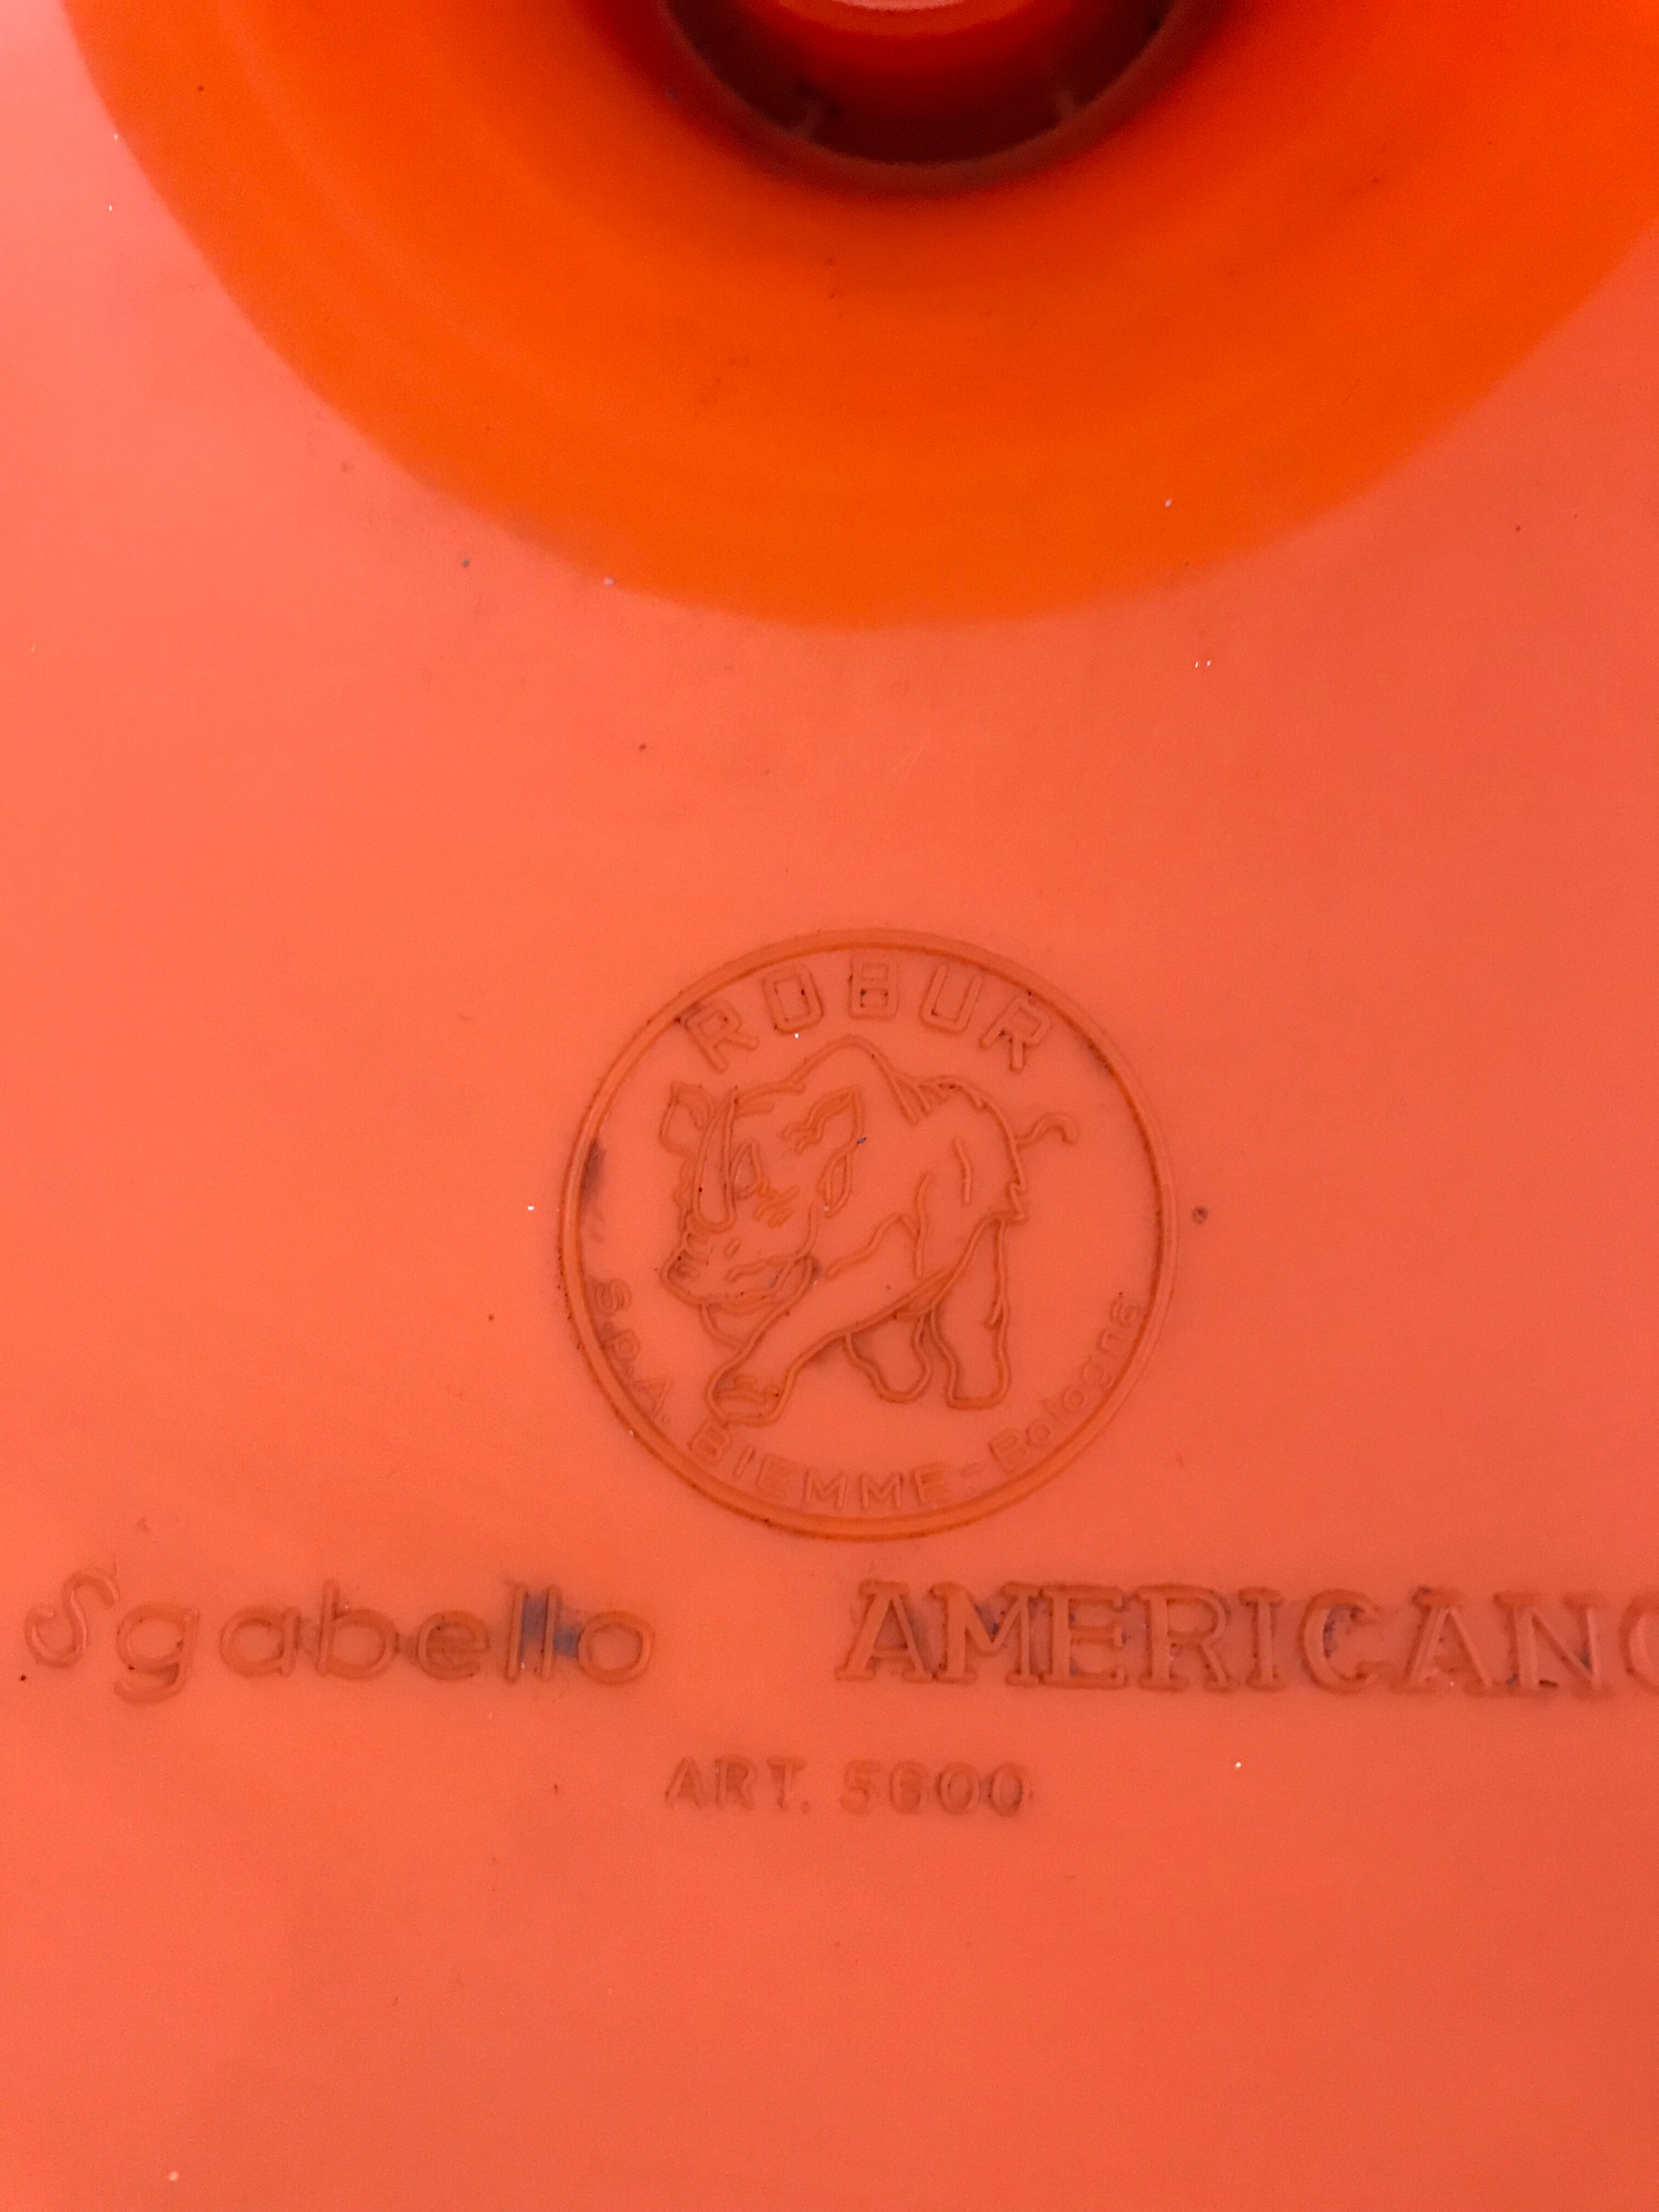 ROBUR
S.p.A. BIEMME-Bologna
Sgabello AMERICANO
ART. 5600